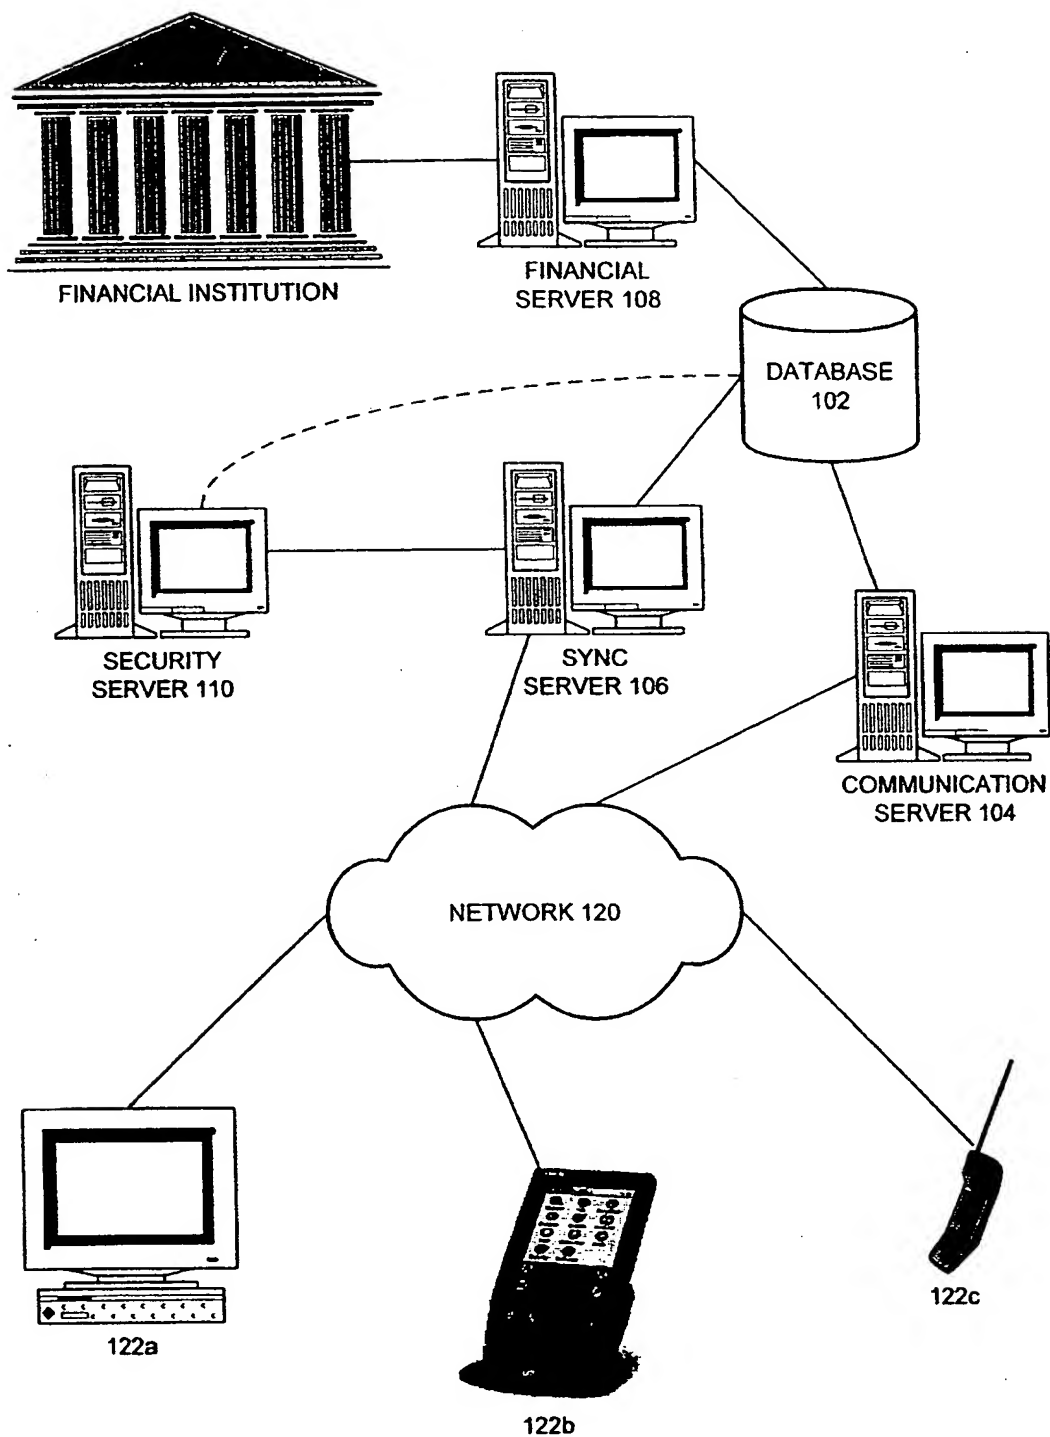 FINANCIAL INSTITUTION
FINANCIAL
SERVER 108
DATABASE
102
SECURITY
SERVER 110
SYNC
SERVER 106
COMMUNICATION
SERVER 104
NETWORK 120
122a
122b
122c